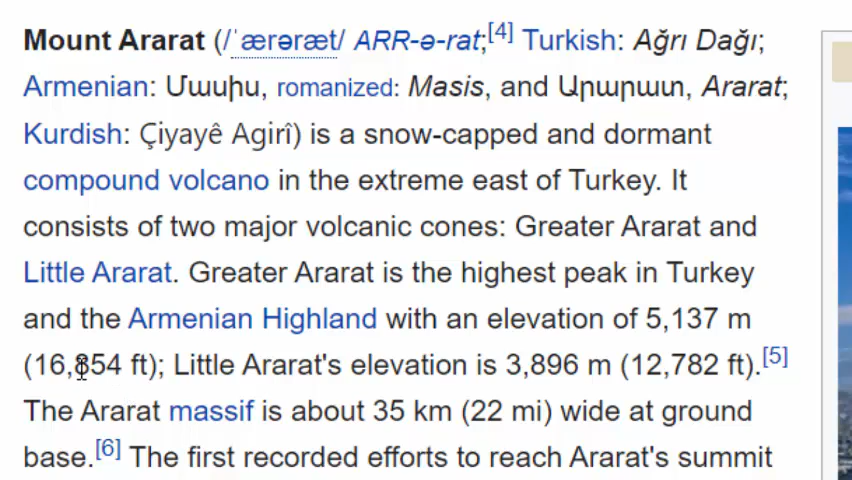 Mount Ararat (/ˈærəræt/ ARR-ə-rat;[4] Turkish: Ağrı Dağı;
Armenian: Մասիս, romanized: Masis, and Արարատ, Ararat;
Kurdish: Çiyayê Agirî) is a snow-capped and dormant
compound volcano in the extreme east of Turkey. It
consists of two major volcanic cones: Greater Ararat and
Little Ararat. Greater Ararat is the highest peak in Turkey
and the Armenian Highland with an elevation of 5,137 m
(16,854 ft); Little Ararat's elevation is 3,896 m (12,782 ft).[5]
The Ararat massif is about 35 km (22 mi) wide at ground
base.[6] The first recorded efforts to reach Ararat's summit